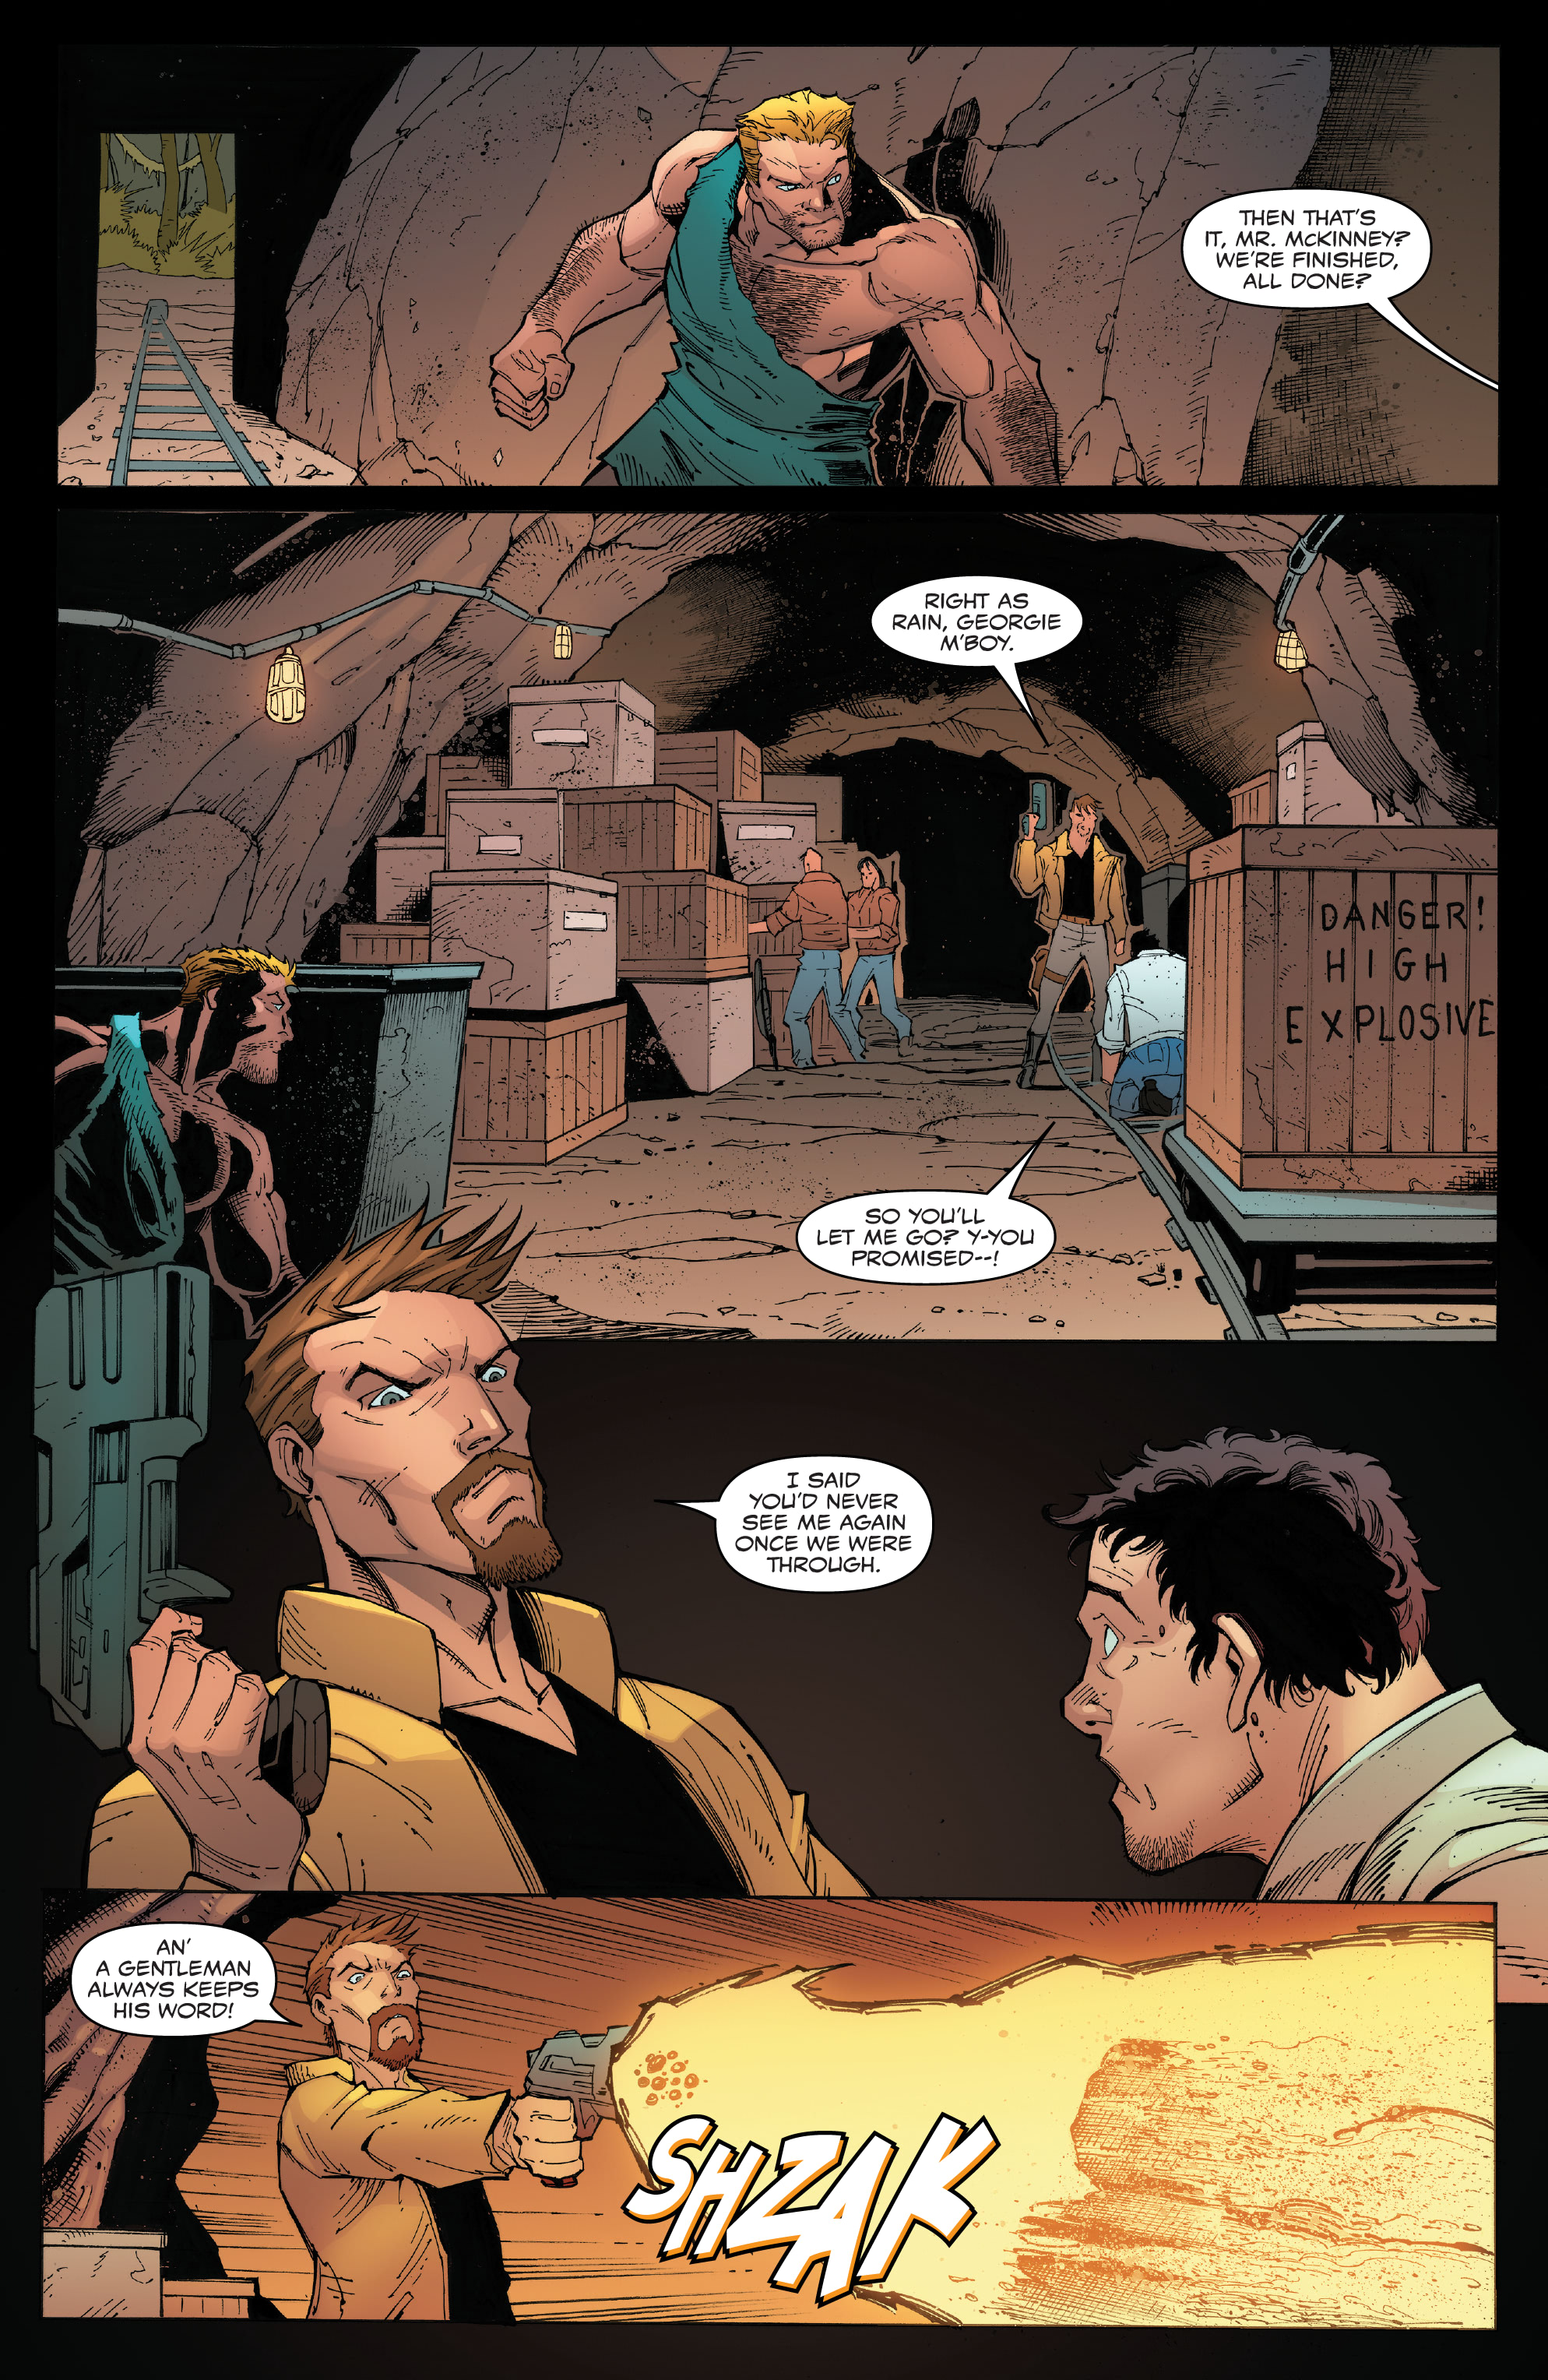 THEN THAT'S
IT, MR. McKINNEY?
WE'RE FINISHED,
ALL DONE?
RIGHT AS
RAIN, GEORGIE
M'BOY.
DANGER!
HIGH
EXPLOSIVE
SO YOU'LL
LET ME GO? Y-YOU
PROMISED--!
I SAID
YOU'D NEVER
SEE ME AGAIN
ONCE WE WERE
THROUGH.
AN'
A GENTLEMAN
ALWAYS KEEPS
HIS WORD!
SHZAK